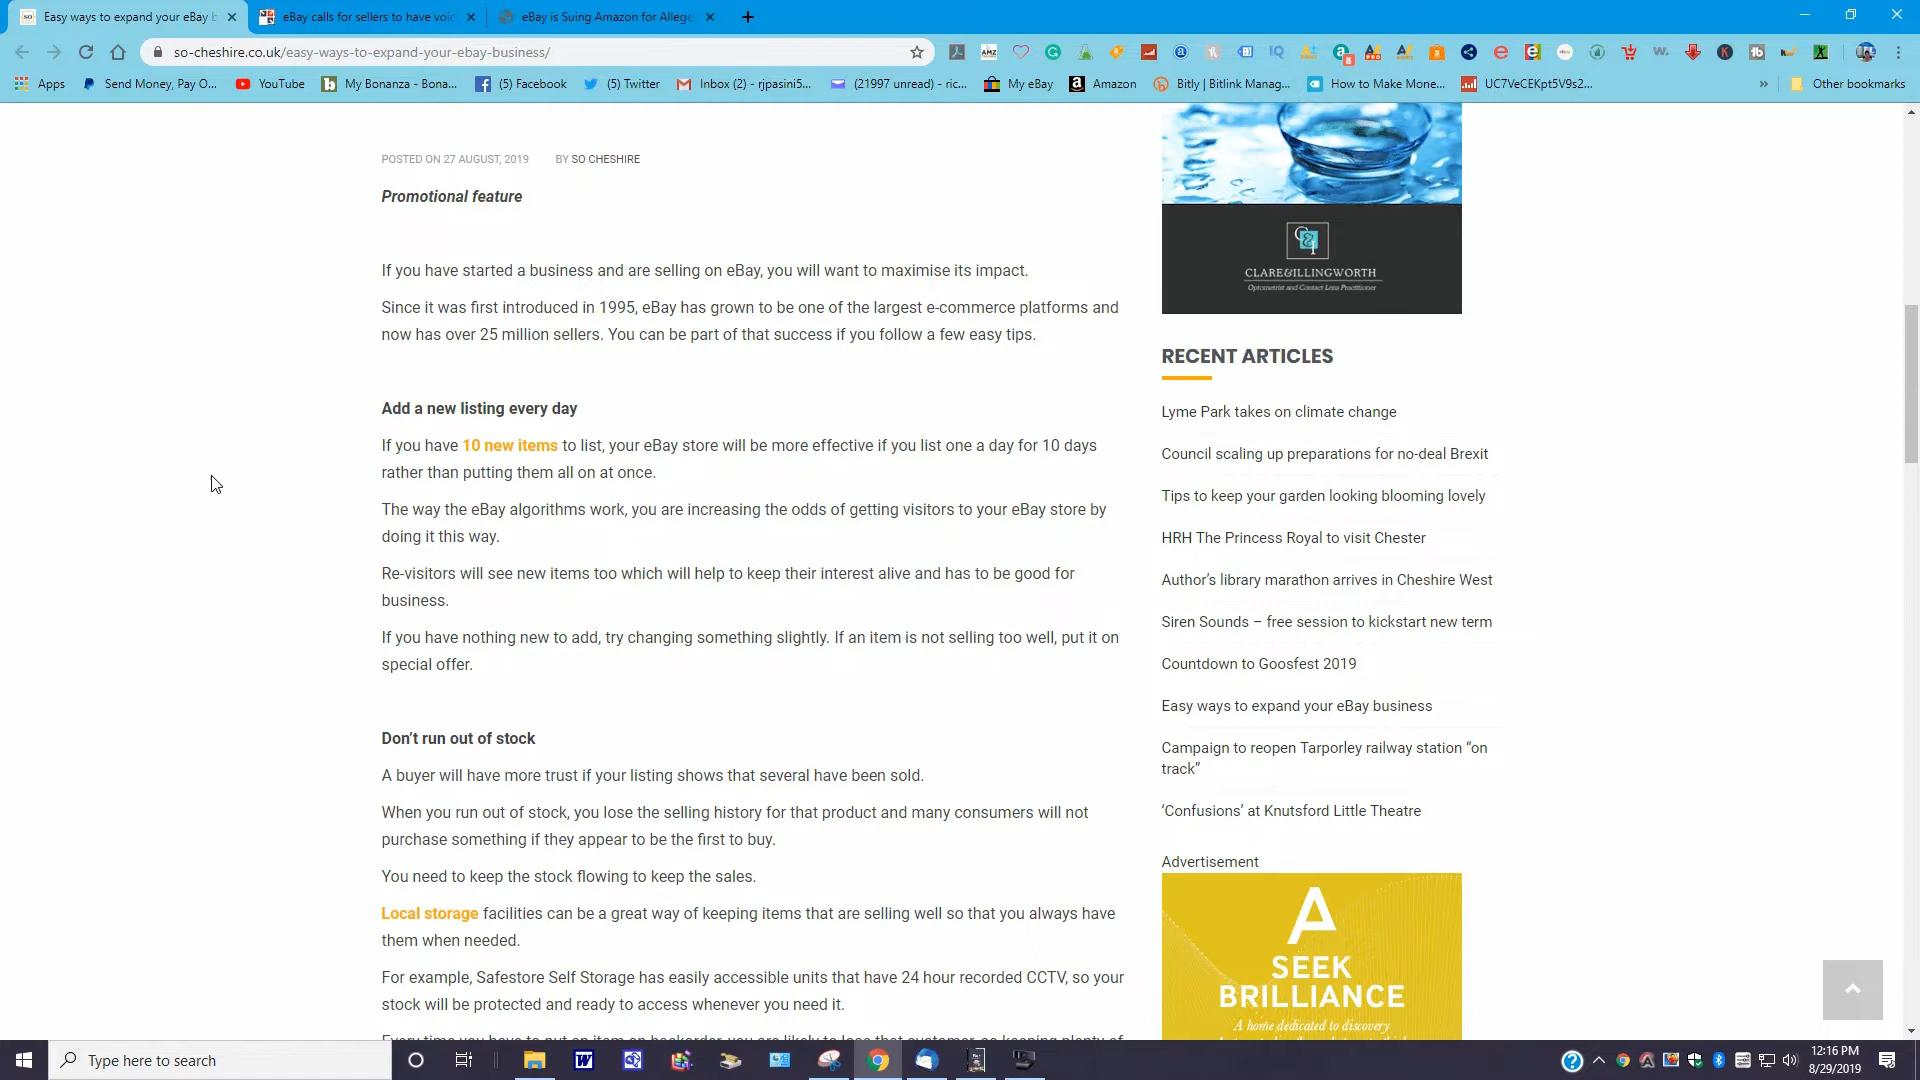 Easy ways to expand your eBay b
eBay calls for sellers to have voic
eBay is Suing Amazon for Allege
so-cheshire.co.uk/easy-ways-to-expand-your-ebay-business/
Apps
Send Money, Pay O...
YouTube
My Bonanza - Bona...
(5) Facebook
(5) Twitter
Inbox (2) - rjpasini5...
(21997 unread) - ric...
My eBay
Amazon
Bitly | Bitlink Manag...
How to Make Mone...
UC7VeCEKpt5V9s2...
Other bookmarks
POSTED ON 27 AUGUST, 2019 BY SO CHESHIRE
Promotional feature
If you have started a business and are selling on eBay, you will want to maximise its impact.
Since it was first introduced in 1995, eBay has grown to be one of the largest e-commerce platforms and
now has over 25 million sellers. You can be part of that success if you follow a few easy tips.
Add a new listing every day
If you have 10 new items to list, your eBay store will be more effective if you list one a day for 10 days
rather than putting them all on at once.
The way the eBay algorithms work, you are increasing the odds of getting visitors to your eBay store by
doing it this way.
Re-visitors will see new items too which will help to keep their interest alive and has to be good for
business.
If you have nothing new to add, try changing something slightly. If an item is not selling too well, put it on
special offer.
Don't run out of stock
A buyer will have more trust if your listing shows that several have been sold.
When you run out of stock, you lose the selling history for that product and many consumers will not
purchase something if they appear to be the first to buy.
You need to keep the stock flowing to keep the sales.
Local storage facilities can be a great way of keeping items that are selling well so that you always have
them when needed.
For example, Safestore Self Storage has easily accessible units that have 24 hour recorded CCTV, so your
stock will be protected and ready to access whenever you need it.
CLARE&ILLINGWORTH
Optometrist and Contact Lens Practitioner
RECENT ARTICLES
Lyme Park takes on climate change
Council scaling up preparations for no-deal Brexit
Tips to keep your garden looking blooming lovely
HRH The Princess Royal to visit Chester
Author's library marathon arrives in Cheshire West
Siren Sounds – free session to kickstart new term
Countdown to Goosfest 2019
Easy ways to expand your eBay business
Campaign to reopen Tarporley railway station “on
track”
‘Confusions’ at Knutsford Little Theatre
Advertisement
A
SEEK
BRILLIANCE
A home dedicated to discovery
Type here to search
12:16 PM
8/29/2019